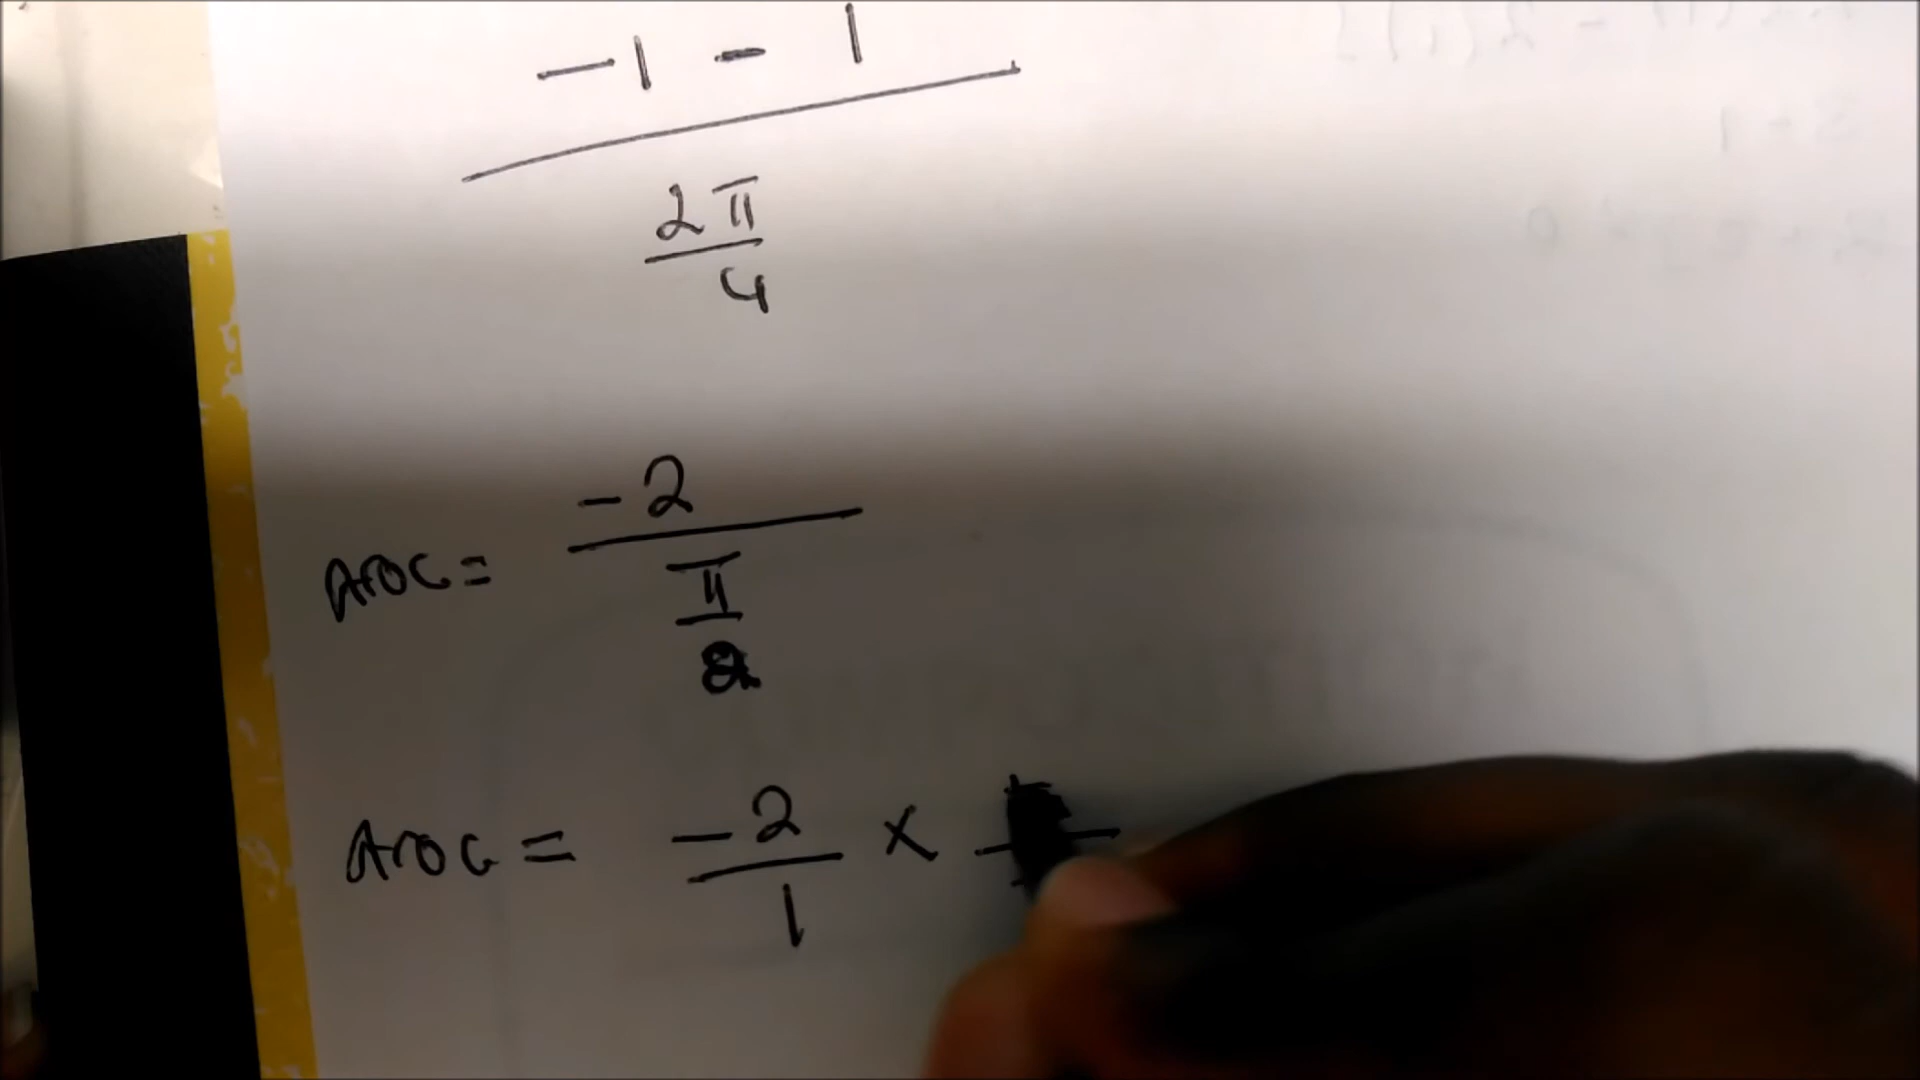 -1 - 1
2π
4
AROC = -2
π
2
AROC = -2 ×
1